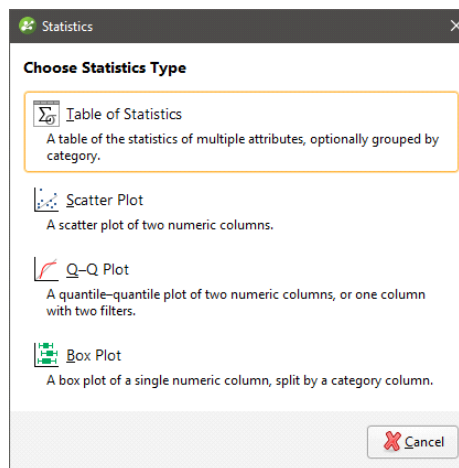 Statistics
Choose Statistics Type
Table of Statistics
A table of the statistics of multiple attributes, optionally grouped by
category.
Scatter Plot
A scatter plot of two numeric columns.
Q–Q Plot
A quantile–quantile plot of two numeric columns, or one column
with two filters.
Box Plot
A box plot of a single numeric column, split by a category column.
Cancel